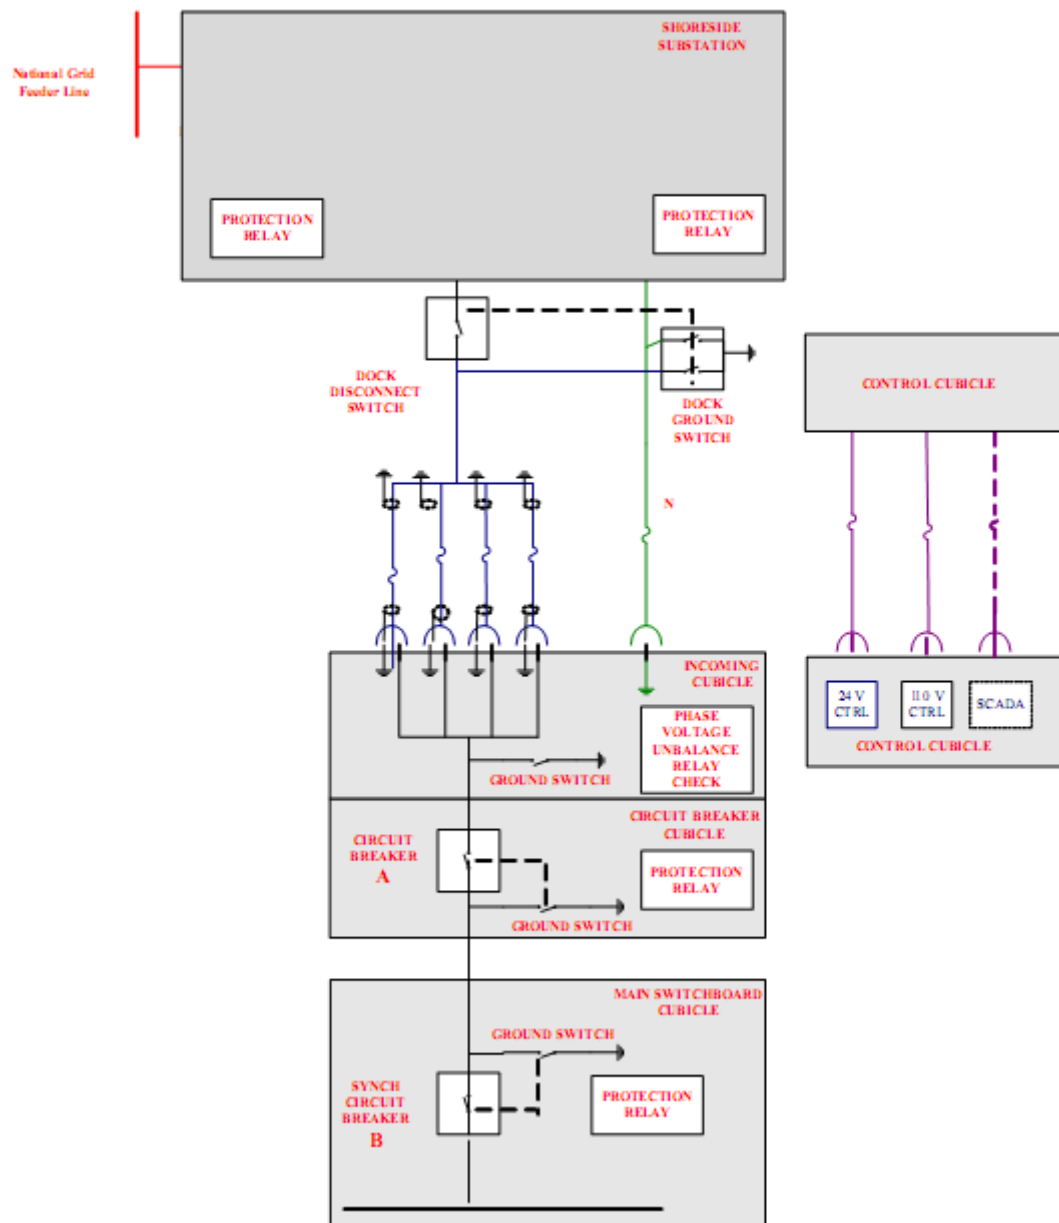 SHORESIDE
SUBSTATION
National Grid
Feeder Line
PROTECTION
RELAY
PROTECTION
RELAY
DOCK
DISCONNECT
SWITCH
DOCK
GROUND
SWITCH
CONTROL CUBICLE
N
INCOMING
CUBICLE
PHASE
VOLTAGE
UNBALANCE
RELAY
CHECK
GROUND SWITCH
24 V
CTRL
110 V
CTRL
SCADA
CONTROL CUBICLE
CIRCUIT BREAKER
CUBICLE
CIRCUIT
BREAKER
A
PROTECTION
RELAY
GROUND SWITCH
MAIN SWITCHBOARD
CUBICLE
GROUND SWITCH
SYNCH
CIRCUIT
BREAKER
B
PROTECTION
RELAY